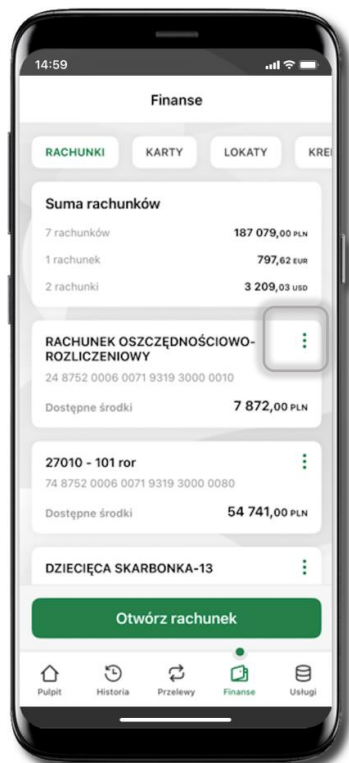 14:59
Finanse
RACHUNKI KARTY LOKATY KRE
Suma rachunków
7 rachunków 187 079,00 PLN
1 rachunek 797,62 EUR
2 rachunki 3 209,03 USD
RACHUNEK OSZCZĘDNOŚCIOWO-
ROZLICZENIOWY
24 8752 0006 0071 9319 3000 0010
Dostępne środki 7 872,00 PLN
27010 - 101 ror
74 8752 0006 0071 9319 3000 0080
Dostępne środki 54 741,00 PLN
DZIECIĘCA SKARBONKA-13
Otwórz rachunek
Pulpit Historia Przelewy Finanse Usługi